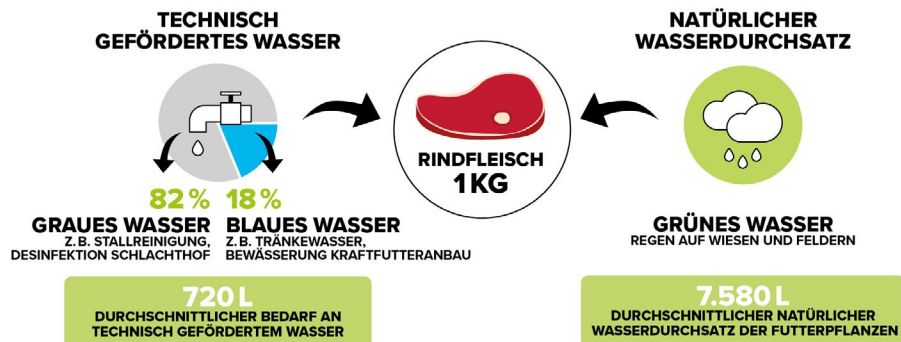 TECHNISCH
GEFÖRDERTES WASSER
NATÜRLICHER
WASSERDURCHSATZ
RINDFLEISCH
1 KG
82 %
GRAUES WASSER
Z. B. STALLREINIGUNG,
DESINFEKTION SCHLACHTHOF
18 %
BLAUES WASSER
Z. B. TRÄNKEWASSER,
BEWÄSSERUNG KRAFTFUTTERANBAU
GRÜNES WASSER
REGEN AUF WIESEN UND FELDERN
720 L
DURCHSCHNITTLICHER BEDARF AN
TECHNISCH GEFÖRDERTEM WASSER
7.580 L
DURCHSCHNITTLICHER NATÜRLICHER
WASSERDURCHSATZ DER FUTTERPFLANZEN